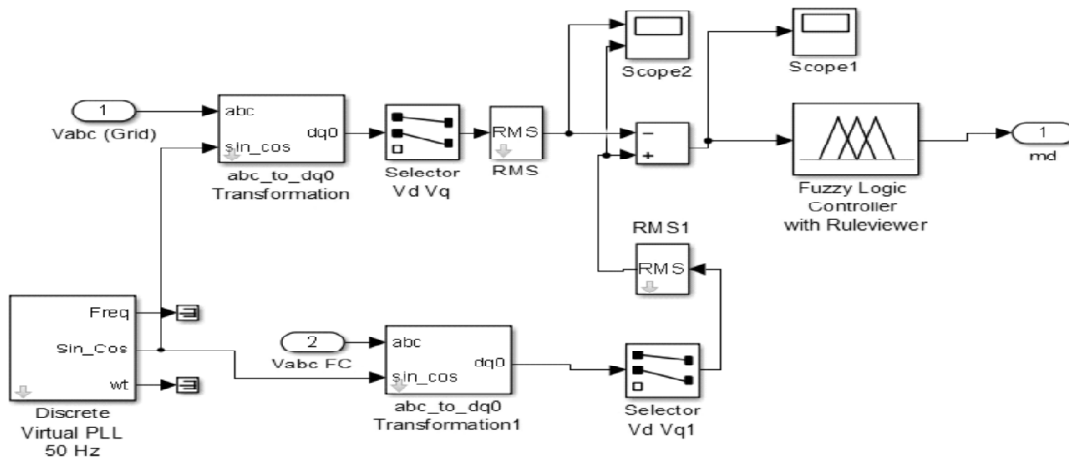 Scope2
Scope1
1
Vabc (Grid)
abc
sin_cos
dq0
abc_to_dq0
Transformation
Selector
Vd Vq
RMS
RMS
−
+
Fuzzy Logic
Controller
with Ruleviewer
1
md
RMS1
RMS
Freq
Sin_Cos
wt
Discrete
Virtual PLL
50 Hz
2
Vabc FC
abc
sin_cos
dq0
abc_to_dq0
Transformation1
Selector
Vd Vq1